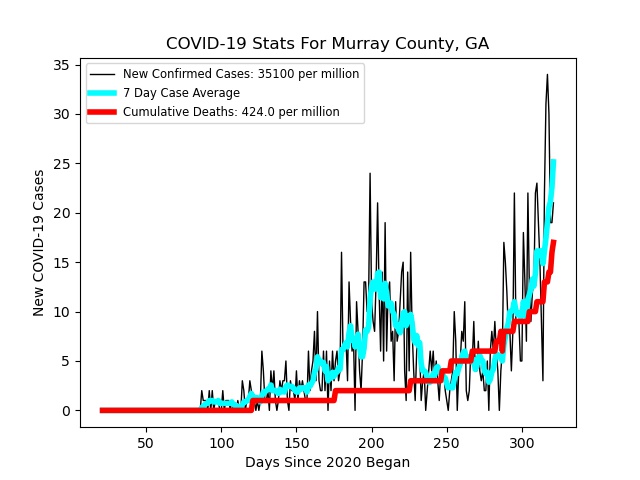 COVID-19 Stats For Murray County, GA
New Confirmed Cases: 35100 per million
7 Day Case Average
Cumulative Deaths: 424.0 per million
New COVID-19 Cases
35
30
25
20
15
10
5
0
50 100 150 200 250 300
Days Since 2020 Began